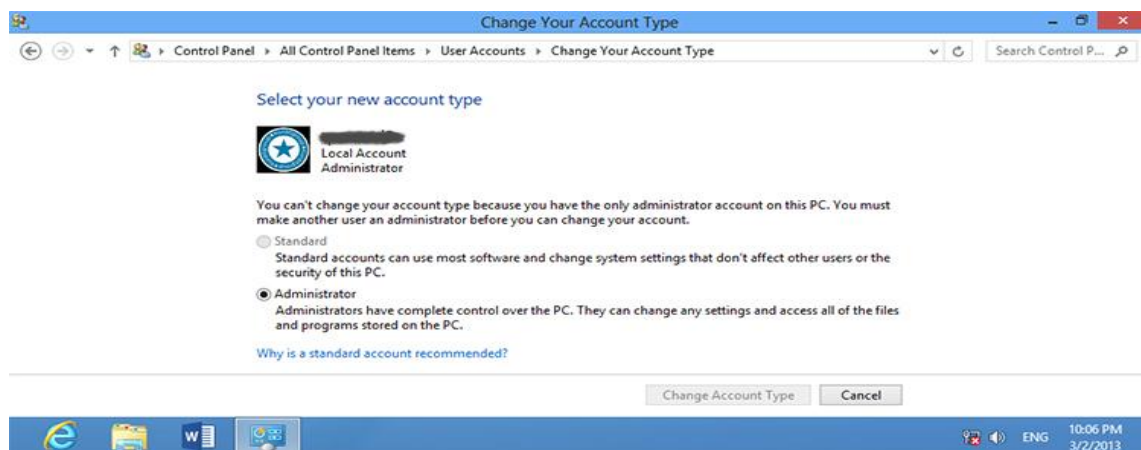 Change Your Account Type
Control Panel ▸ All Control Panel Items ▸ User Accounts ▸ Change Your Account Type
Search Control P...
Select your new account type
Local Account
Administrator
You can't change your account type because you have the only administrator account on this PC. You must
make another user an administrator before you can change your account.
Standard
Standard accounts can use most software and change system settings that don't affect other users or the
security of this PC.
Administrator
Administrators have complete control over the PC. They can change any settings and access all of the files
and programs stored on the PC.
Why is a standard account recommended?
Change Account Type
Cancel
ENG
10:06 PM
3/2/2013